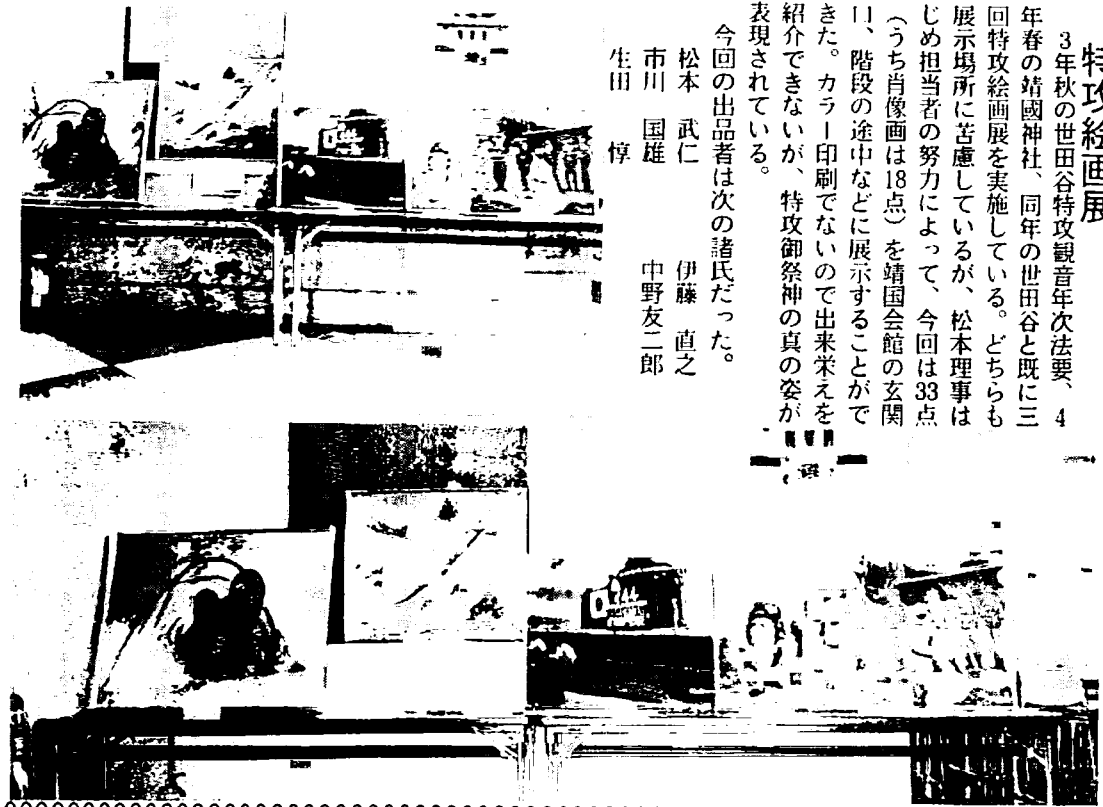 特攻絵画展
3年秋の世田谷特攻観音年次法要、4
年春の靖國神社、同年の世田谷と既に三
回特攻絵画展を実施している。どちらも
展示場所に苦慮しているが、松本理事は
じめ担当者の努力によって、今回は33点
(うち肖像画は18点)を靖国会館の玄関
口、階段の途中などに展示することがで
きた。カラー印刷でないので出来栄えを
紹介できないが、特攻御祭神の真の姿が
表現されている。
今回の出品者は次の諸氏だった。
松本 武仁 伊藤 直之
市川 国雄 中野友二郎
生田 惇